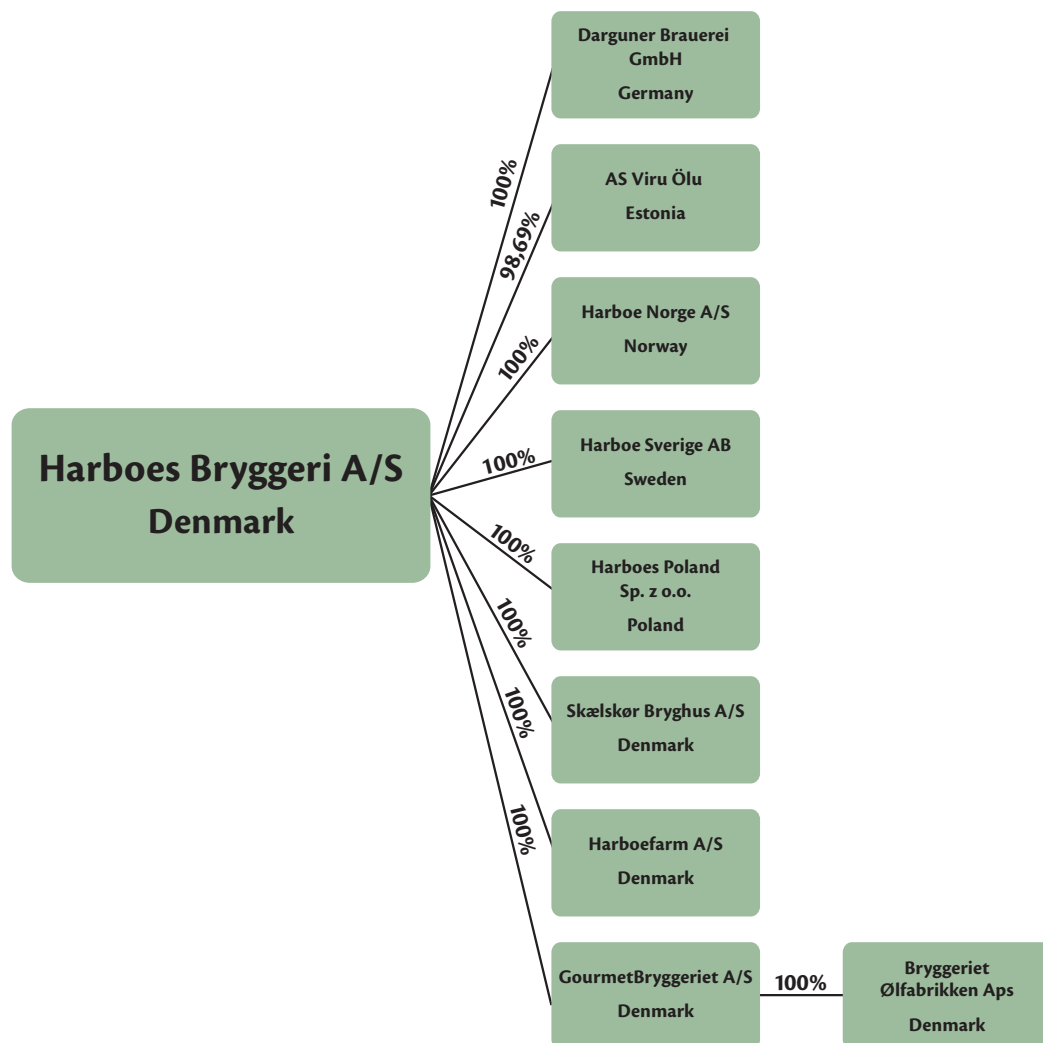 Darguner Brauerei
GmbH
Germany
100%
AS Viru Ölu
Estonia
98,69%
Harboe Norge A/S
Norway
100%
Harboes Bryggeri A/S
Denmark
Harboe Sverige AB
Sweden
100%
Harboes Poland
Sp. z o.o.
Poland
100%
Skælskør Bryghus A/S
Denmark
100%
Harboefarm A/S
Denmark
100%
GourmetBryggeriet A/S
Denmark
100%
100%
Bryggeriet
Ølfabrikken Aps
Denmark